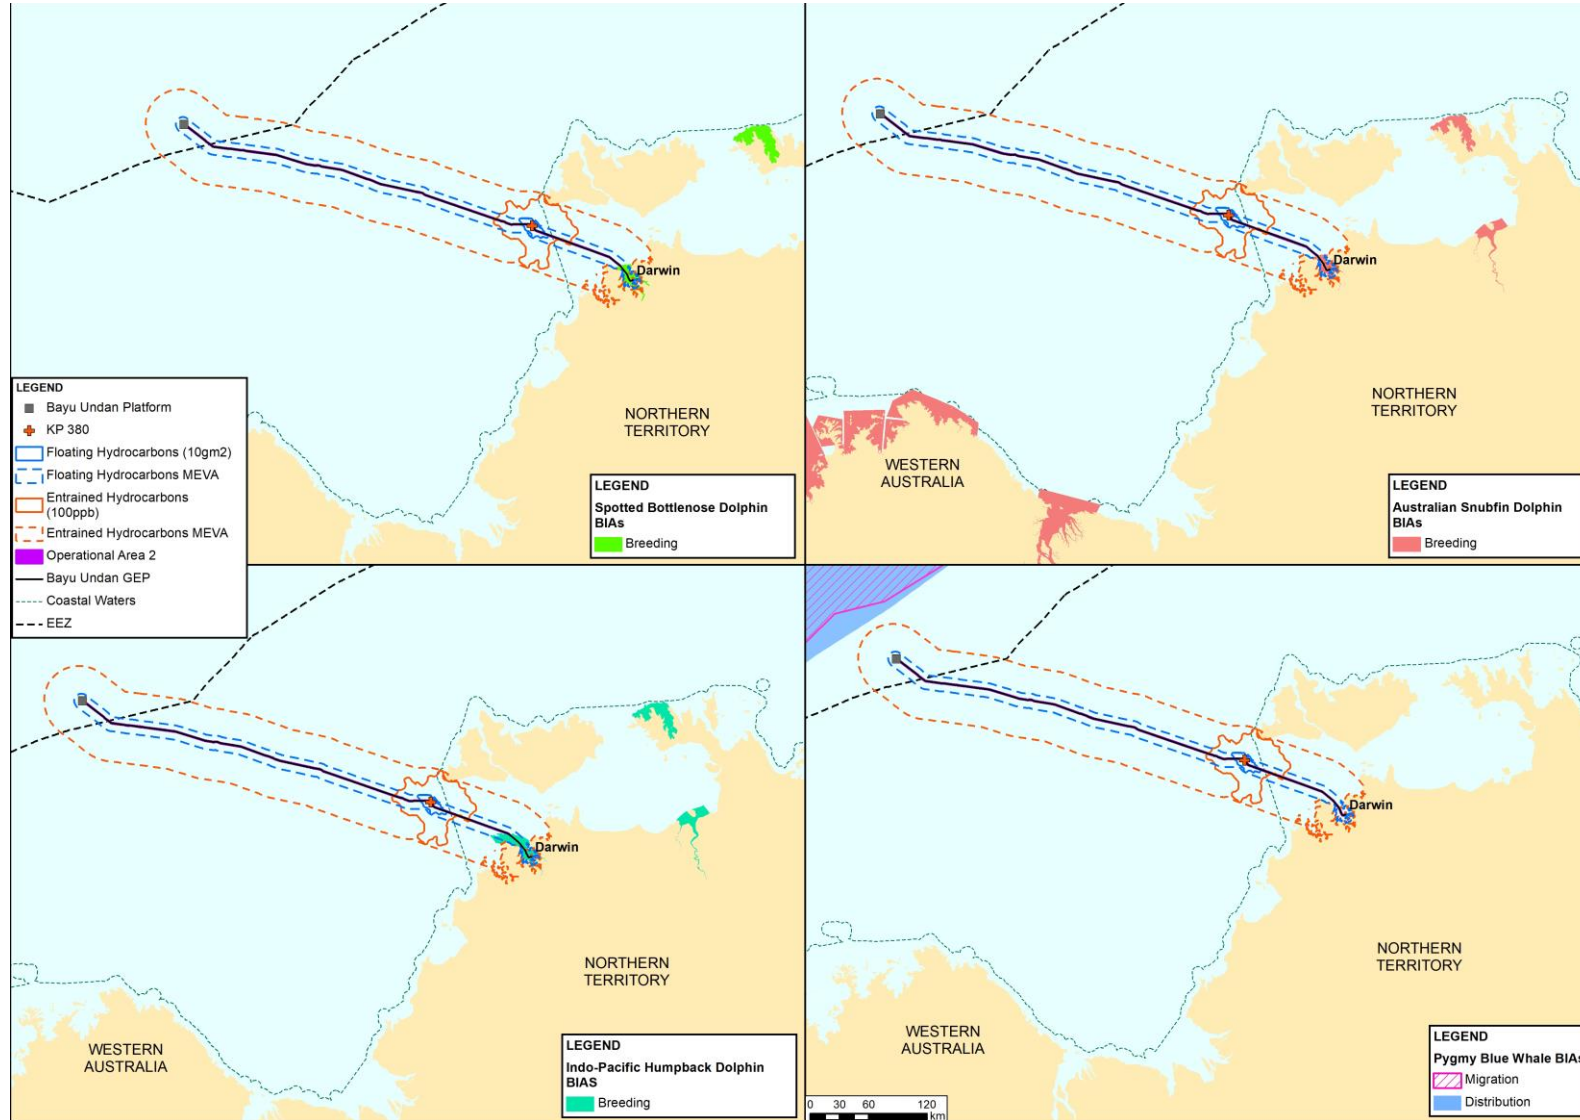 Darwin
NORTHERN
TERRITORY
LEGEND
Bayu Undan Platform
KP 380
Floating Hydrocarbons (10gm2)
Floating Hydrocarbons MEVA
Entrained Hydrocarbons
(100ppb)
Entrained Hydrocarbons MEVA
Operational Area 2
Bayu Undan GEP
Coastal Waters
EEZ
LEGEND
Spotted Bottlenose Dolphin
BIAs
Breeding
Darwin
NORTHERN
TERRITORY
WESTERN
AUSTRALIA
LEGEND
Australian Snubfin Dolphin
BIAs
Breeding
Darwin
NORTHERN
TERRITORY
WESTERN
AUSTRALIA
LEGEND
Indo-Pacific Humpback Dolphin
BIAS
Breeding
Darwin
NORTHERN
TERRITORY
WESTERN
AUSTRALIA
LEGEND
Pygmy Blue Whale BIAs
Migration
Distribution
0 30 60 120
km